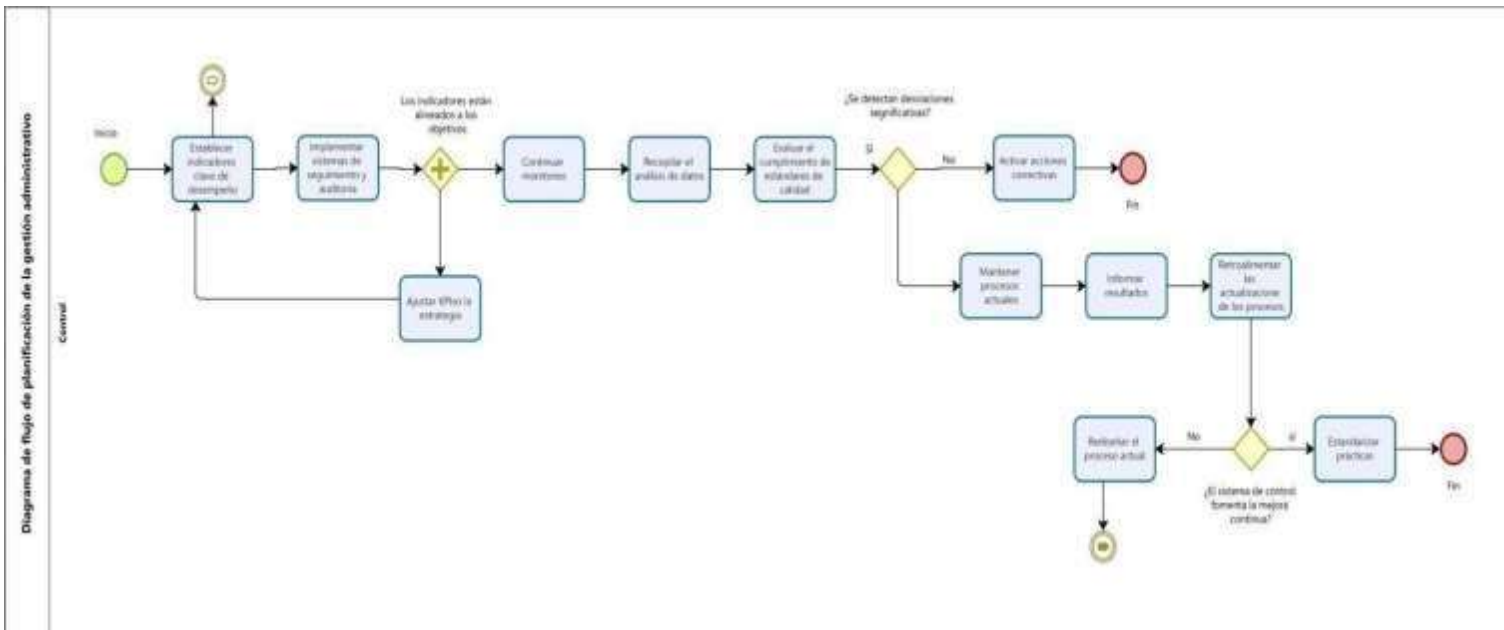 Diagrama de flujo de planificación de la gestión administrativo
Control
Inicio
Establecer
indicadores
clave de
desempeño
Implementar
sistemas de
seguimiento y
auditoria
Los indicadores están
alineados a los
objetivos
Continuar
monitoreo
Recopilar el
análisis de datos
Evaluar el
cumplimiento de
estándares de
calidad
¿Se detectan desviaciones
segnificativas?
si
No
Activar acciones
correctivas
Fin
Ajustar
estrategia
Mantener
procesos
actuales
Informar
resultados
Retroalimentar
las
actualizacione
de los procesos
Rediseñar el
proceso actual
No
si
Estandarizar
prácticas
Fin
¿El sistema de control
fomenta la mejora
continua?